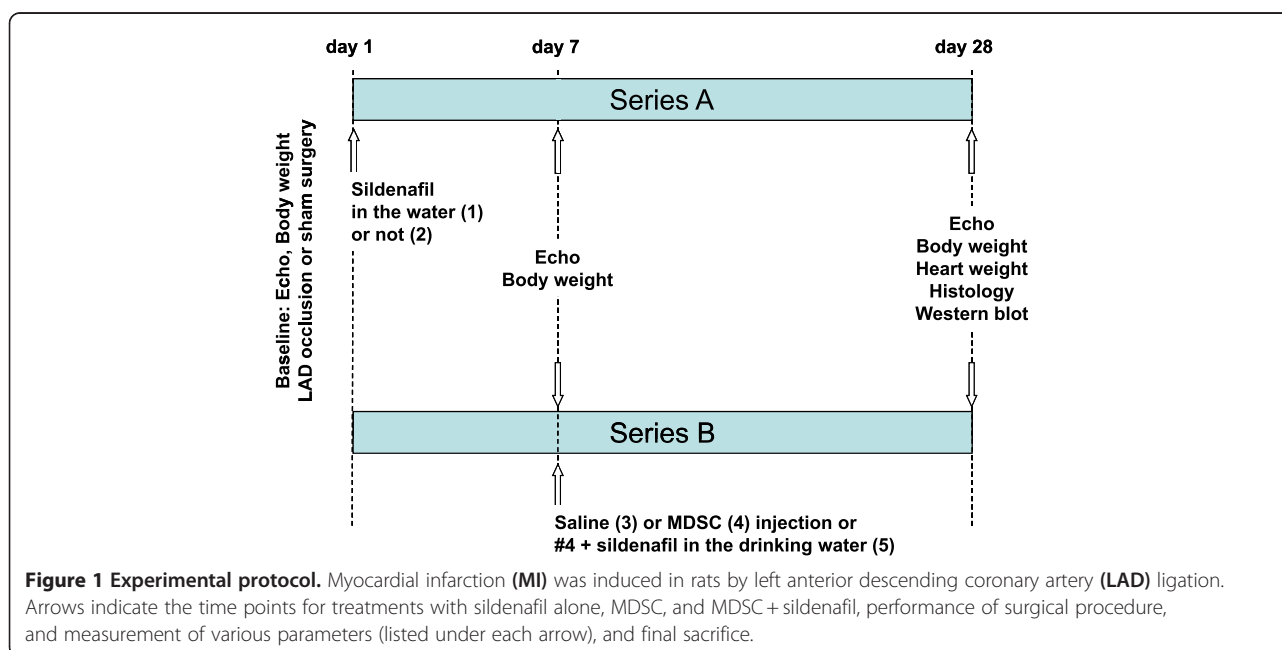 day 1
day 7
day 28
Series A
Baseline: Echo, Body weight
LAD occlusion or sham surgery
Sildenafil
in the water (1)
or not (2)
Echo
Body weight
Echo
Body weight
Heart weight
Histology
Western blot
Series B
Saline (3) or MDSC (4) injection or
#4 + sildenafil in the drinking water (5)
Figure 1 Experimental protocol. Myocardial infarction (MI) was induced in rats by left anterior descending coronary artery (LAD) ligation.
Arrows indicate the time points for treatments with sildenafil alone, MDSC, and MDSC + sildenafil, performance of surgical procedure,
and measurement of various parameters (listed under each arrow), and final sacrifice.